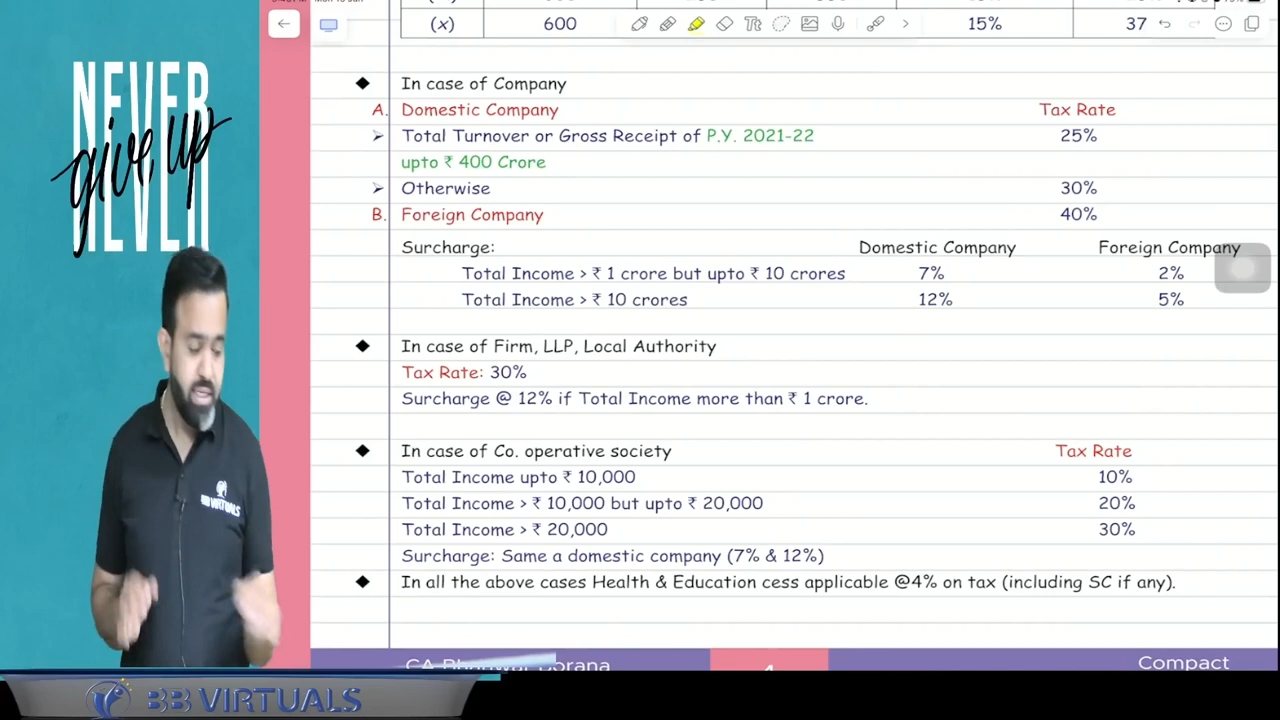 NEVER
give up
NEVER
(x) 600 15% 37
◆ In case of Company
A. Domestic Company Tax Rate
➢ Total Turnover or Gross Receipt of P.Y. 2021-22 25%
upto ₹ 400 Crore
➢ Otherwise 30%
B. Foreign Company 40%
Surcharge: Domestic Company Foreign Company
Total Income > ₹ 1 crore but upto ₹ 10 crores 7% 2%
Total Income > ₹ 10 crores 12% 5%
◆ In case of Firm, LLP, Local Authority
Tax Rate: 30%
Surcharge @ 12% if Total Income more than ₹ 1 crore.
◆ In case of Co. operative society Tax Rate
Total Income upto ₹ 10,000 10%
Total Income > ₹ 10,000 but upto ₹ 20,000 20%
Total Income > ₹ 20,000 30%
Surcharge: Same a domestic company (7% & 12%)
◆ In all the above cases Health & Education cess applicable @4% on tax (including SC if any).
BB VIRTUALS
Compact
BB VIRTUALS